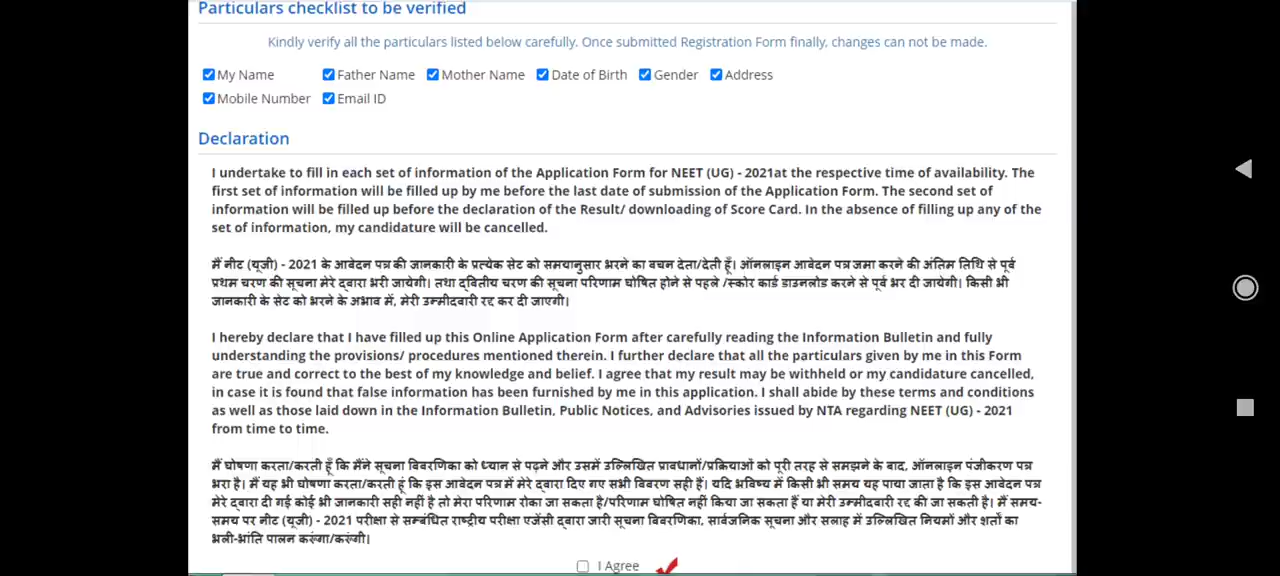 Particulars checklist to be verified
Kindly verify all the particulars listed below carefully. Once submitted Registration Form finally, changes can not be made.
My Name Father Name Mother Name Date of Birth Gender Address
Mobile Number Email ID
Declaration
I undertake to fill in each set of information of the Application Form for NEET (UG) - 2021at the respective time of availability. The
first set of information will be filled up by me before the last date of submission of the Application Form. The second set of
information will be filled up before the declaration of the Result/ downloading of Score Card. In the absence of filling up any of the
set of information, my candidature will be cancelled.
मैं नीट (यूजी) - 2021 के आवेदन पत्र की जानकारी के प्रत्येक सेट को समयानुसार भरने का वचन देता/देती हूँ। ऑनलाइन आवेदन पत्र जमा करने की अंतिम तिथि से पूर्व
प्रथम चरण की सूचना मेरे द्वारा भरी जायेगी। तथा द्वितीय चरण की सूचना परिणाम घोषित होने से पहले /स्कोर कार्ड डाउनलोड करने से पूर्व भर दी जायेगी। किसी भी
जानकारी के सेट को भरने के अभाव में, मेरी उम्मीदवारी रद्द कर दी जाएगी।
I hereby declare that I have filled up this Online Application Form after carefully reading the Information Bulletin and fully
understanding the provisions/ procedures mentioned therein. I further declare that all the particulars given by me in this Form
are true and correct to the best of my knowledge and belief. I agree that my result may be withheld or my candidature cancelled,
in case it is found that false information has been furnished by me in this application. I shall abide by these terms and conditions
as well as those laid down in the Information Bulletin, Public Notices, and Advisories issued by NTA regarding NEET (UG) - 2021
from time to time.
मैं घोषणा करता/करती हूँ कि मैंने सूचना विवरणिका को ध्यान से पढ़ने और उसमें उल्लिखित प्रावधानों/प्रक्रियाओं को पूरी तरह से समझने के बाद, ऑनलाइन पंजीकरण पत्र
भरा है। मैं यह भी घोषणा करता/करती हूं कि इस आवेदन पत्र में मेरे द्वारा दिए गए सभी विवरण सही हैं। यदि भविष्य में किसी भी समय यह पाया जाता है कि इस आवेदन पत्र
मेरे द्वारा दी गई कोई भी जानकारी सही नहीं है तो मेरा परिणाम रोका जा सकता है/परिणाम घोषित नहीं किया जा सकता हैं या मेरी उम्मीदवारी रद्द की जा सकती है। मैं समय-
समय पर नीट (यूजी) - 2021 परीक्षा से सम्बंधित राष्ट्रीय परीक्षा एजेंसी द्वारा जारी सूचना विवरणिका, सार्वजनिक सूचना और सलाह में उल्लिखित नियमों और शर्तों का
भली-भांति पालन करूंगा/करूंगी।
I Agree